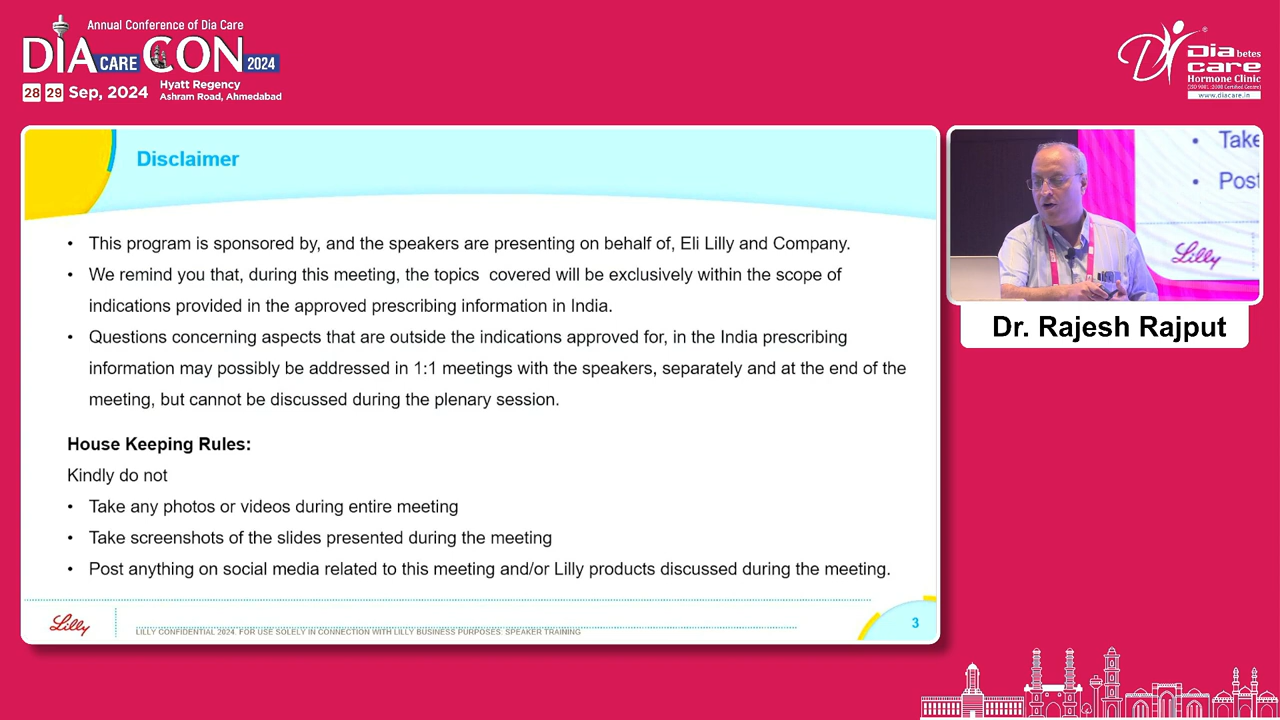 Annual Conference of Dia Care
DIA CARE CON 2024
28 29 Sep, 2024
Hyatt Regency
Ashram Road, Ahmedabad
Dia betes
care
Hormone Clinic
(ISO 9001:2008 Certified Centre)
www.diacare.in
Disclaimer
• This program is sponsored by, and the speakers are presenting on behalf of, Eli Lilly and Company.
• We remind you that, during this meeting, the topics covered will be exclusively within the scope of
indications provided in the approved prescribing information in India.
• Questions concerning aspects that are outside the indications approved for, in the India prescribing
information may possibly be addressed in 1:1 meetings with the speakers, separately and at the end of the
meeting, but cannot be discussed during the plenary session.
House Keeping Rules:
Kindly do not
• Take any photos or videos during entire meeting
• Take screenshots of the slides presented during the meeting
• Post anything on social media related to this meeting and/or Lilly products discussed during the meeting.
Lilly
LILLY CONFIDENTIAL 2024. FOR USE SOLELY IN CONNECTION WITH LILLY BUSINESS PURPOSES. SPEAKER TRAINING
3
• Take
• Post
Lilly
Dr. Rajesh Rajput